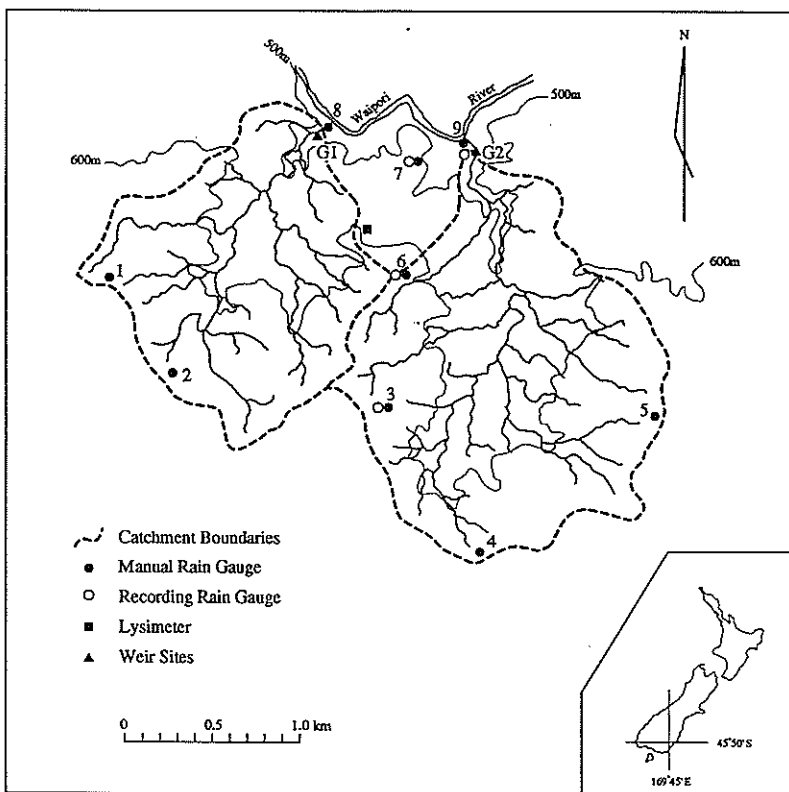 N
500m
Waipori River
500m
8
9
G1
G2
600m
7
1
6
600m
2
3
5
4
Catchment Boundaries
Manual Rain Gauge
Recording Rain Gauge
Lysimeter
Weir Sites
0 0.5 1.0 km
45°50' S
169°45' E